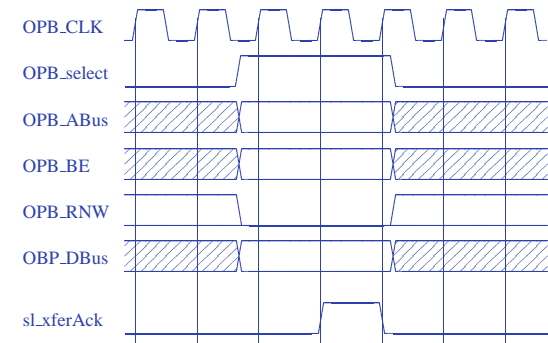 OPB_CLK
OPB_select
OPB_ABus
OPB_BE
OPB_RNW
OBP_DBus
sl_xferAck